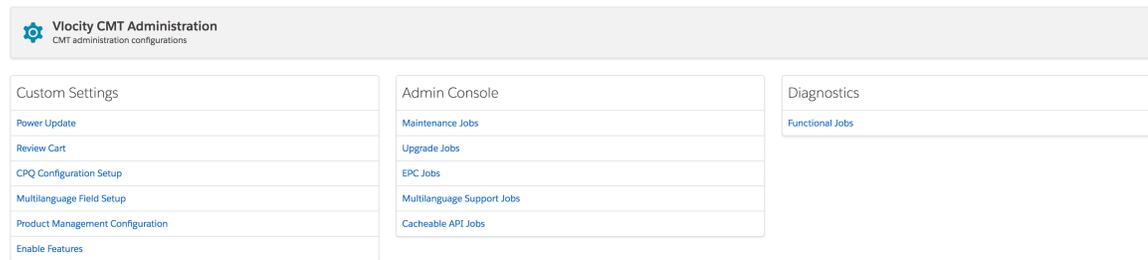 Vlocity CMT Administration
CMT administration configurations
Custom Settings
Power Update
Review Cart
CPQ Configuration Setup
Multilanguage Field Setup
Product Management Configuration
Enable Features
Admin Console
Maintenance Jobs
Upgrade Jobs
EPC Jobs
Multilanguage Support Jobs
Cacheable API Jobs
Diagnostics
Functional Jobs